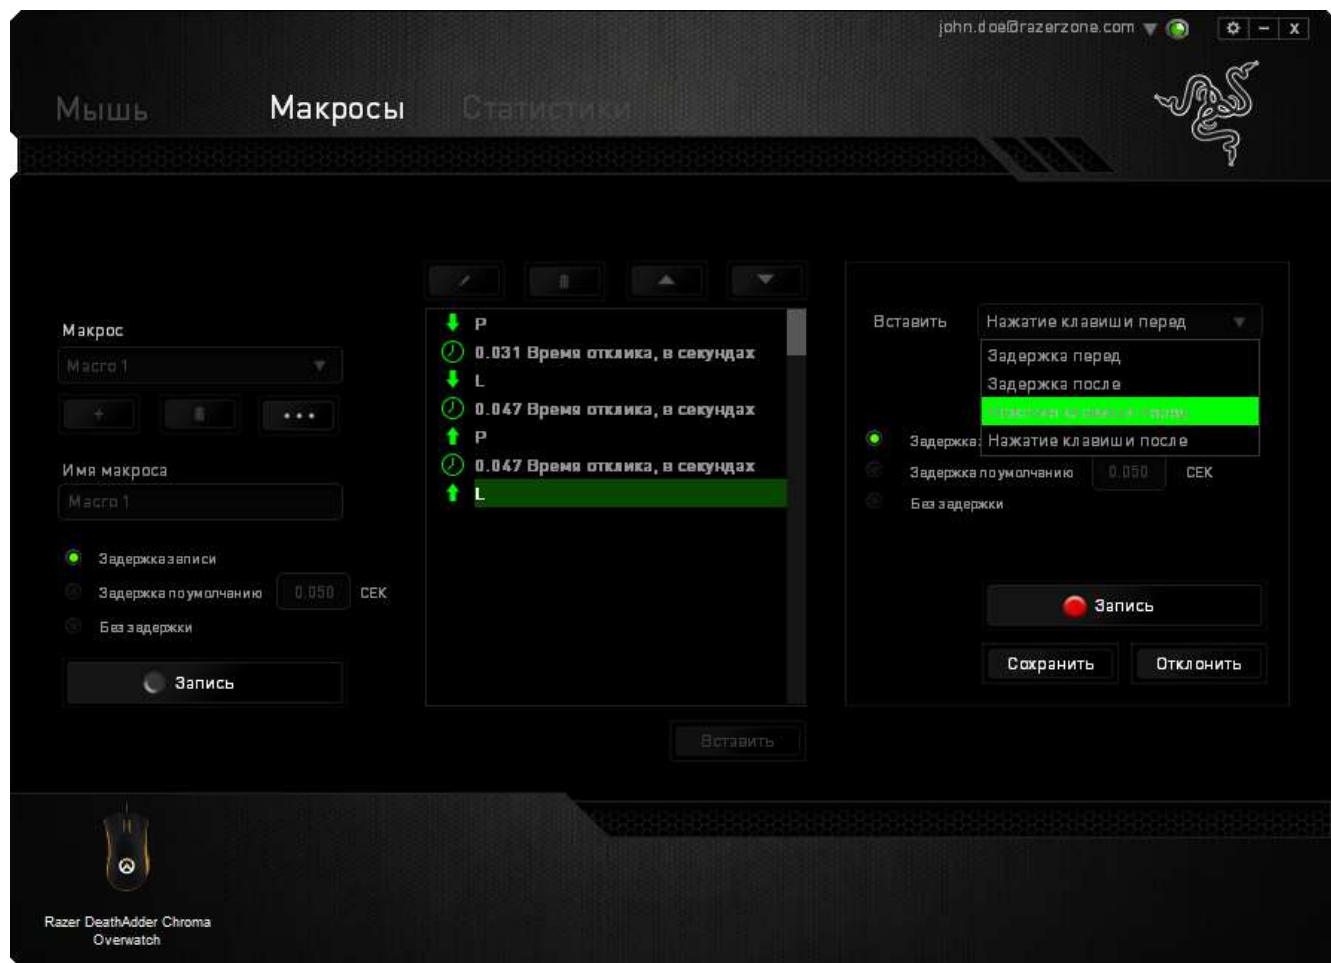 john.doe@razerzone.com
Мышь
Макросы
Статистики
Макрос
Macro 1
Имя макроса
Macro 1
Задержка записи
Задержка по умолчанию 0.050 СЕК
Без задержки
Запись
P
0.031 Время отклика, в секундах
L
0.047 Время отклика, в секундах
P
0.047 Время отклика, в секундах
L
Вставить
Вставить Нажатие клавиши перед
Задержка перед
Задержка после
Нажатие клавиши после
Задержка
Задержка по умолчанию 0.050 СЕК
Без задержки
Запись
Сохранить
Отклонить
Razer DeathAdder Chroma
Overwatch